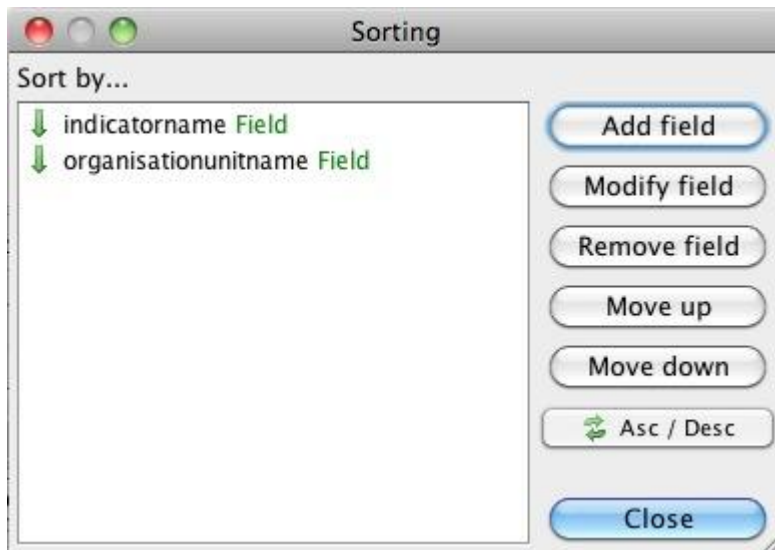 Sorting
Sort by...
indicatorname Field
organisationunitname Field
Add field
Modify field
Remove field
Move up
Move down
Asc / Desc
Close